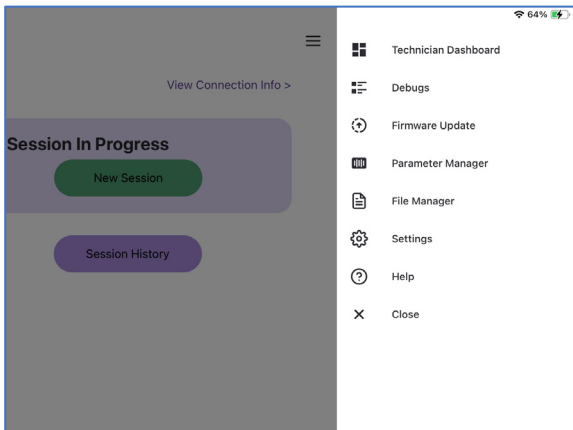 64%
View Connection Info >
Session In Progress
New Session
Session History
Technician Dashboard
Debugs
Firmware Update
Parameter Manager
File Manager
Settings
Help
Close